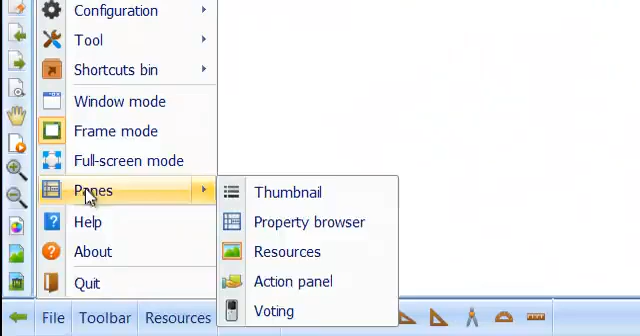 Configuration
Tool
Shortcuts bin
Window mode
Frame mode
Full-screen mode
Panes
Help
About
Quit
Thumbnail
Property browser
Resources
Action panel
Voting
File
Toolbar
Resources